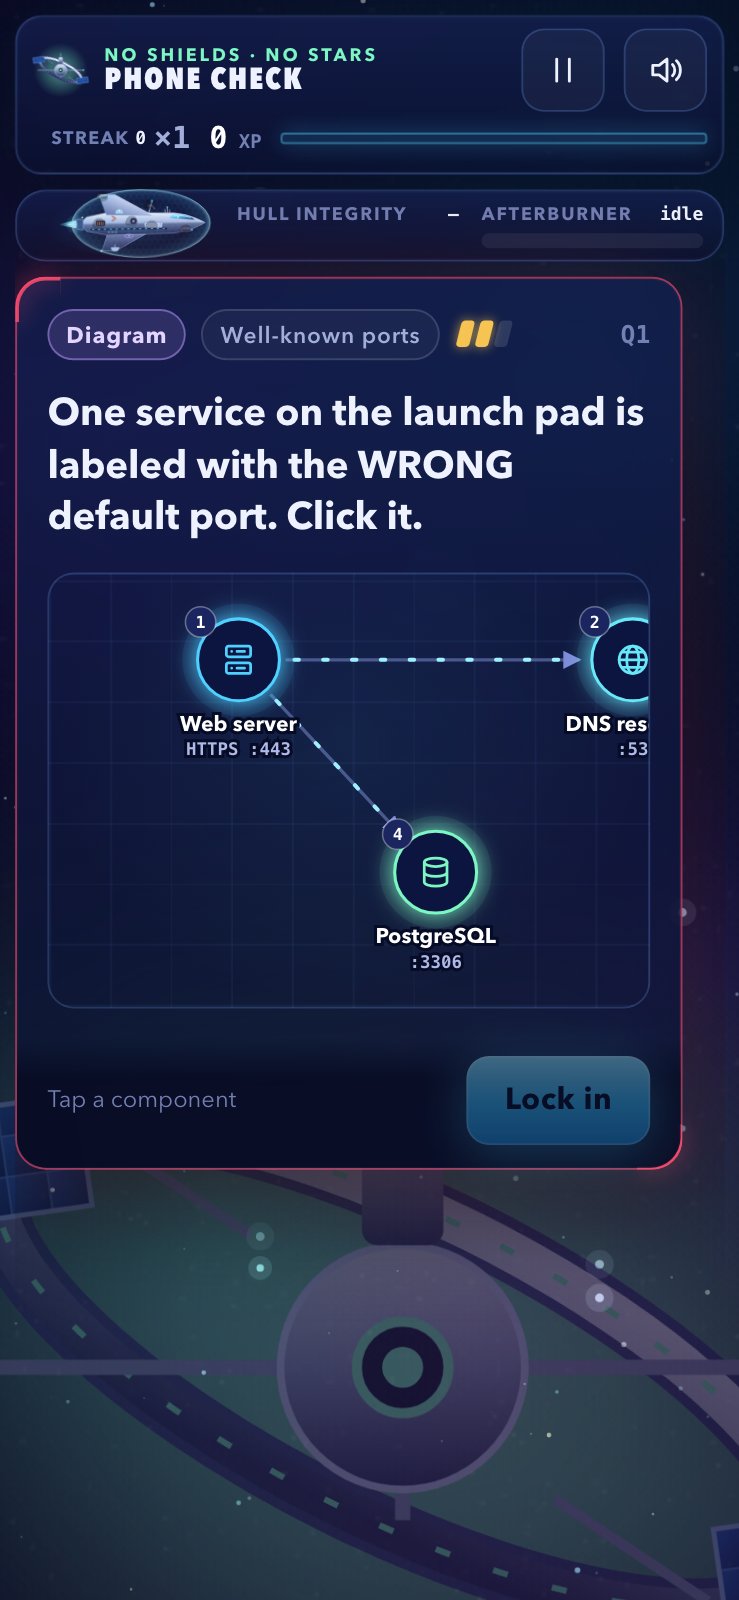 NO SHIELDS · NO STARS
PHONE CHECK
STREAK 0 ×1 0 XP
HULL INTEGRITY – AFTERBURNER idle
Diagram Well-known ports Q1
One service on the launch pad is
labeled with the WRONG
default port. Click it.
1 2
Web server DNS res
HTTPS :443 :53
4
PostgreSQL
:3306
Tap a component Lock in